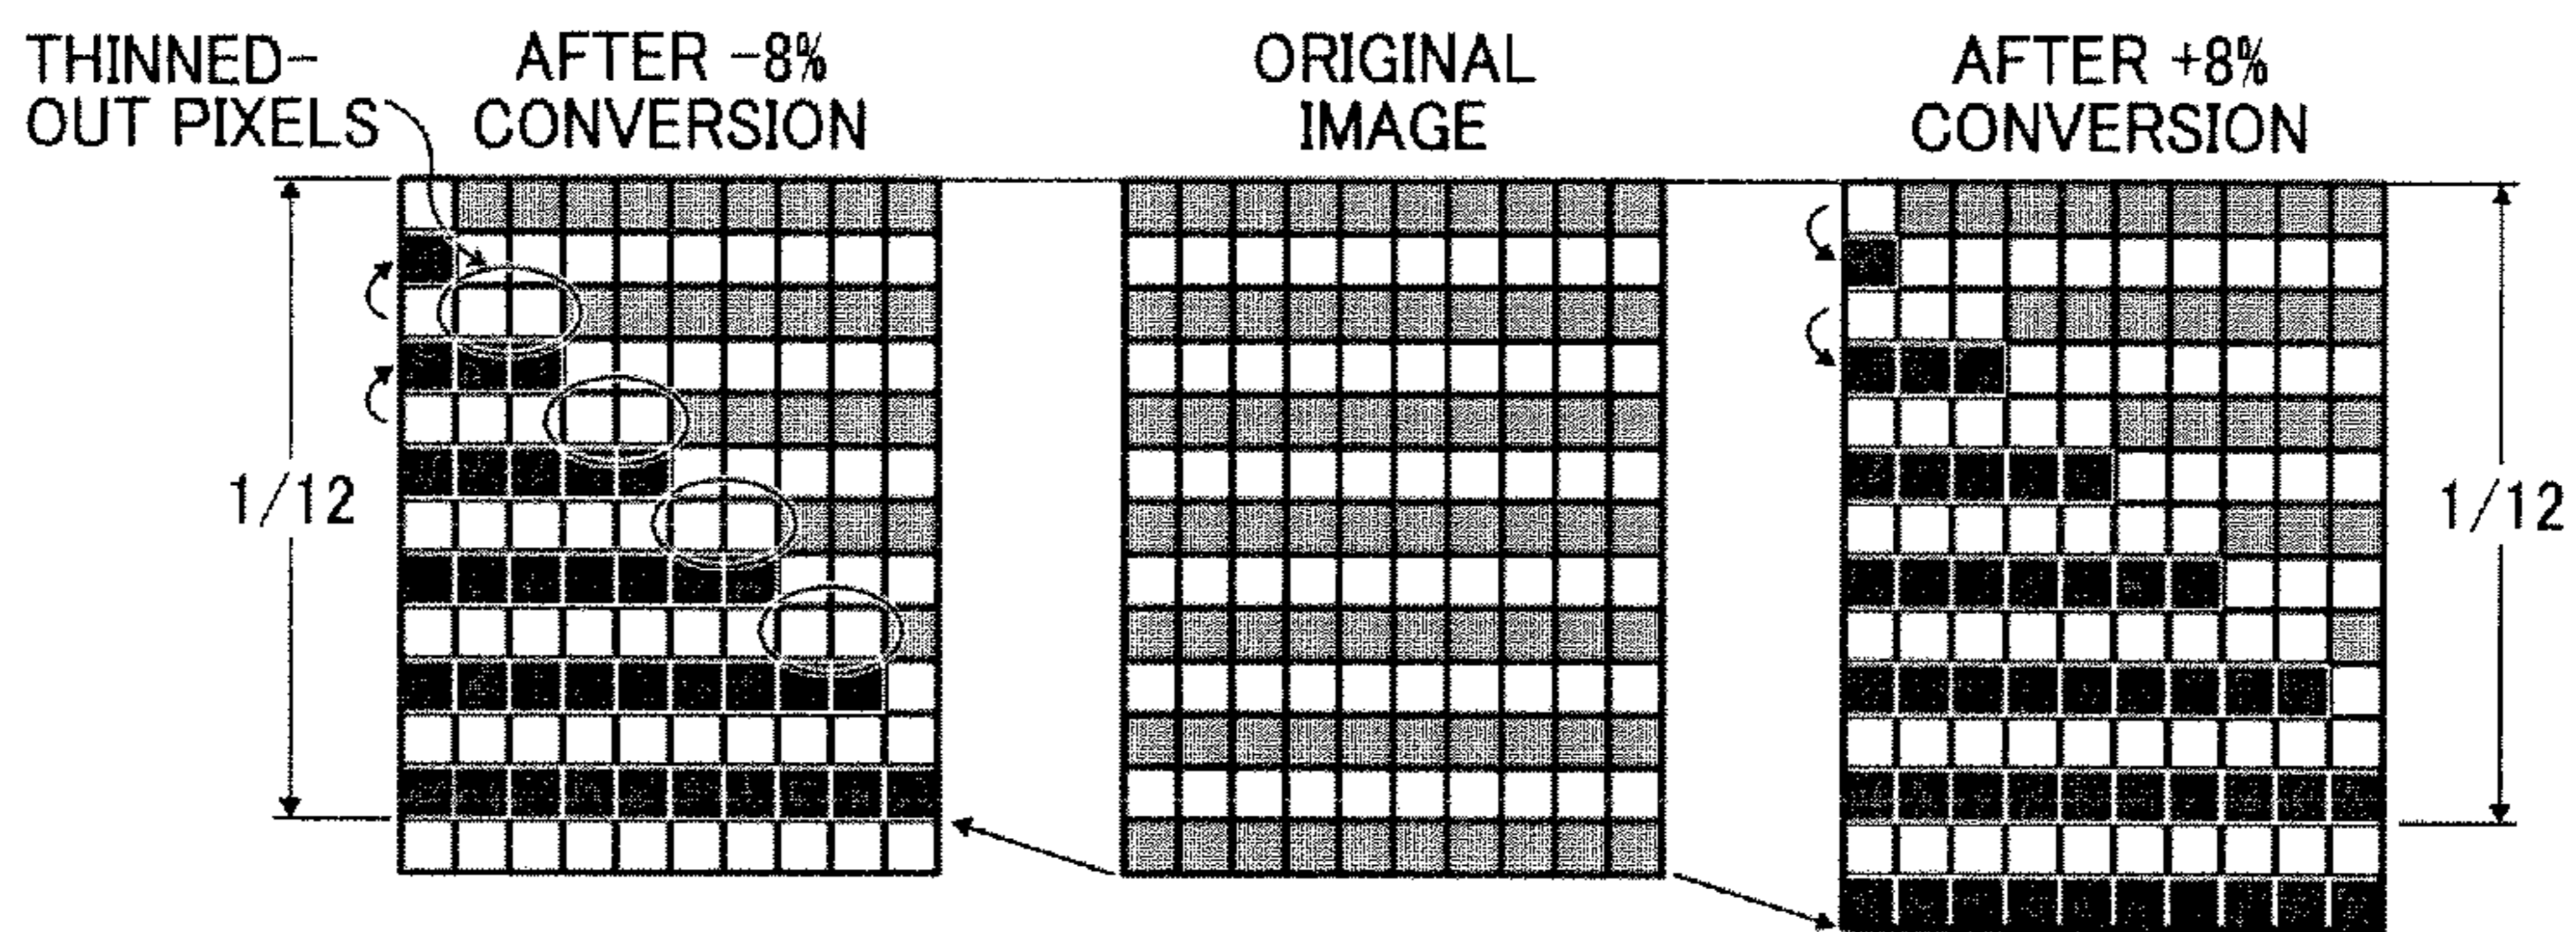 THINNED-
OUT PIXELS
AFTER -8%
CONVERSION
ORIGINAL
IMAGE
AFTER +8%
CONVERSION
1/12
1/12